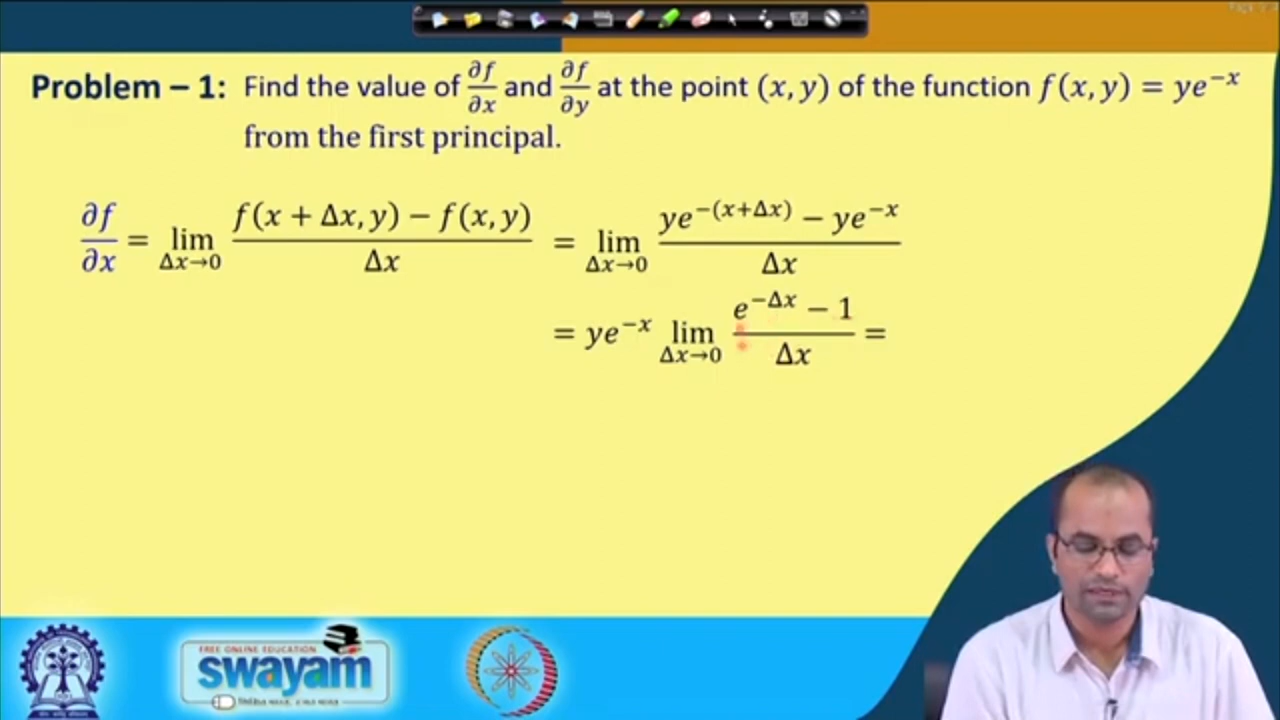 Problem – 1: Find the value of ∂f/∂x and ∂f/∂y at the point (x, y) of the function f(x, y) = ye^{−x}
from the first principal.
∂f/∂x = lim_{Δx→0} (f(x + Δx, y) − f(x, y))/Δx = lim_{Δx→0} (ye^{−(x+Δx)} − ye^{−x})/Δx
= ye^{−x} lim_{Δx→0} (e^{−Δx} − 1)/Δx =
FREE ONLINE EDUCATION
swayam